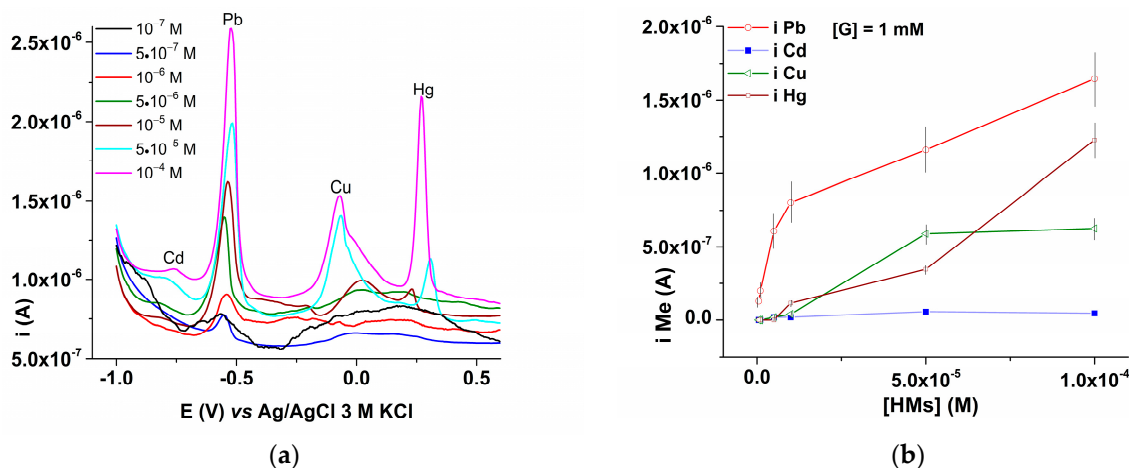 Pb
10⁻⁷ M
5•10⁻⁷ M
10⁻⁶ M
5•10⁻⁶ M
10⁻⁵ M
5•10⁻⁵ M
10⁻⁴ M
Hg
Cu
Cd
2.5x10⁻⁶
2.0x10⁻⁶
1.5x10⁻⁶
1.0x10⁻⁶
5.0x10⁻⁷
i (A)
-1.0 -0.5 0.0 0.5
E (V) vs Ag/AgCl 3 M KCl
(a)
i Pb
i Cd
i Cu
i Hg
[G] = 1 mM
2.0x10⁻⁶
1.5x10⁻⁶
1.0x10⁻⁶
5.0x10⁻⁷
0.0
i Me (A)
0.0 5.0x10⁻⁵ 1.0x10⁻⁴
[HMs] (M)
(b)